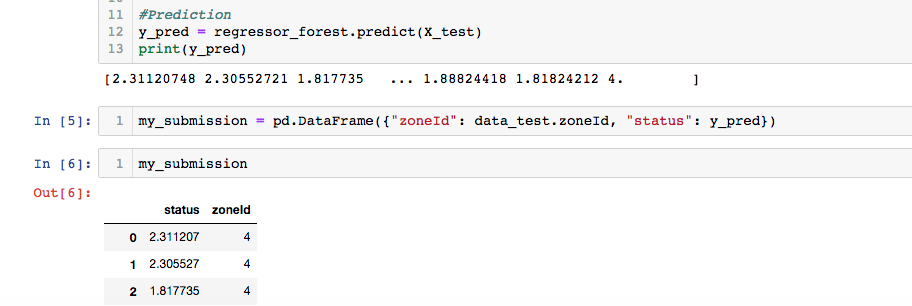 11 #Prediction
12 y_pred = regressor_forest.predict(X_test)
13 print(y_pred)
[2.31120748 2.30552721 1.817735   ... 1.88824418 1.81824212 4.        ]
In [5]: 1 my_submission = pd.DataFrame({"zoneId": data_test.zoneId, "status": y_pred})
In [6]: 1 my_submission
Out[6]:
status zoneId
0 2.311207 4
1 2.305527 4
2 1.817735 4